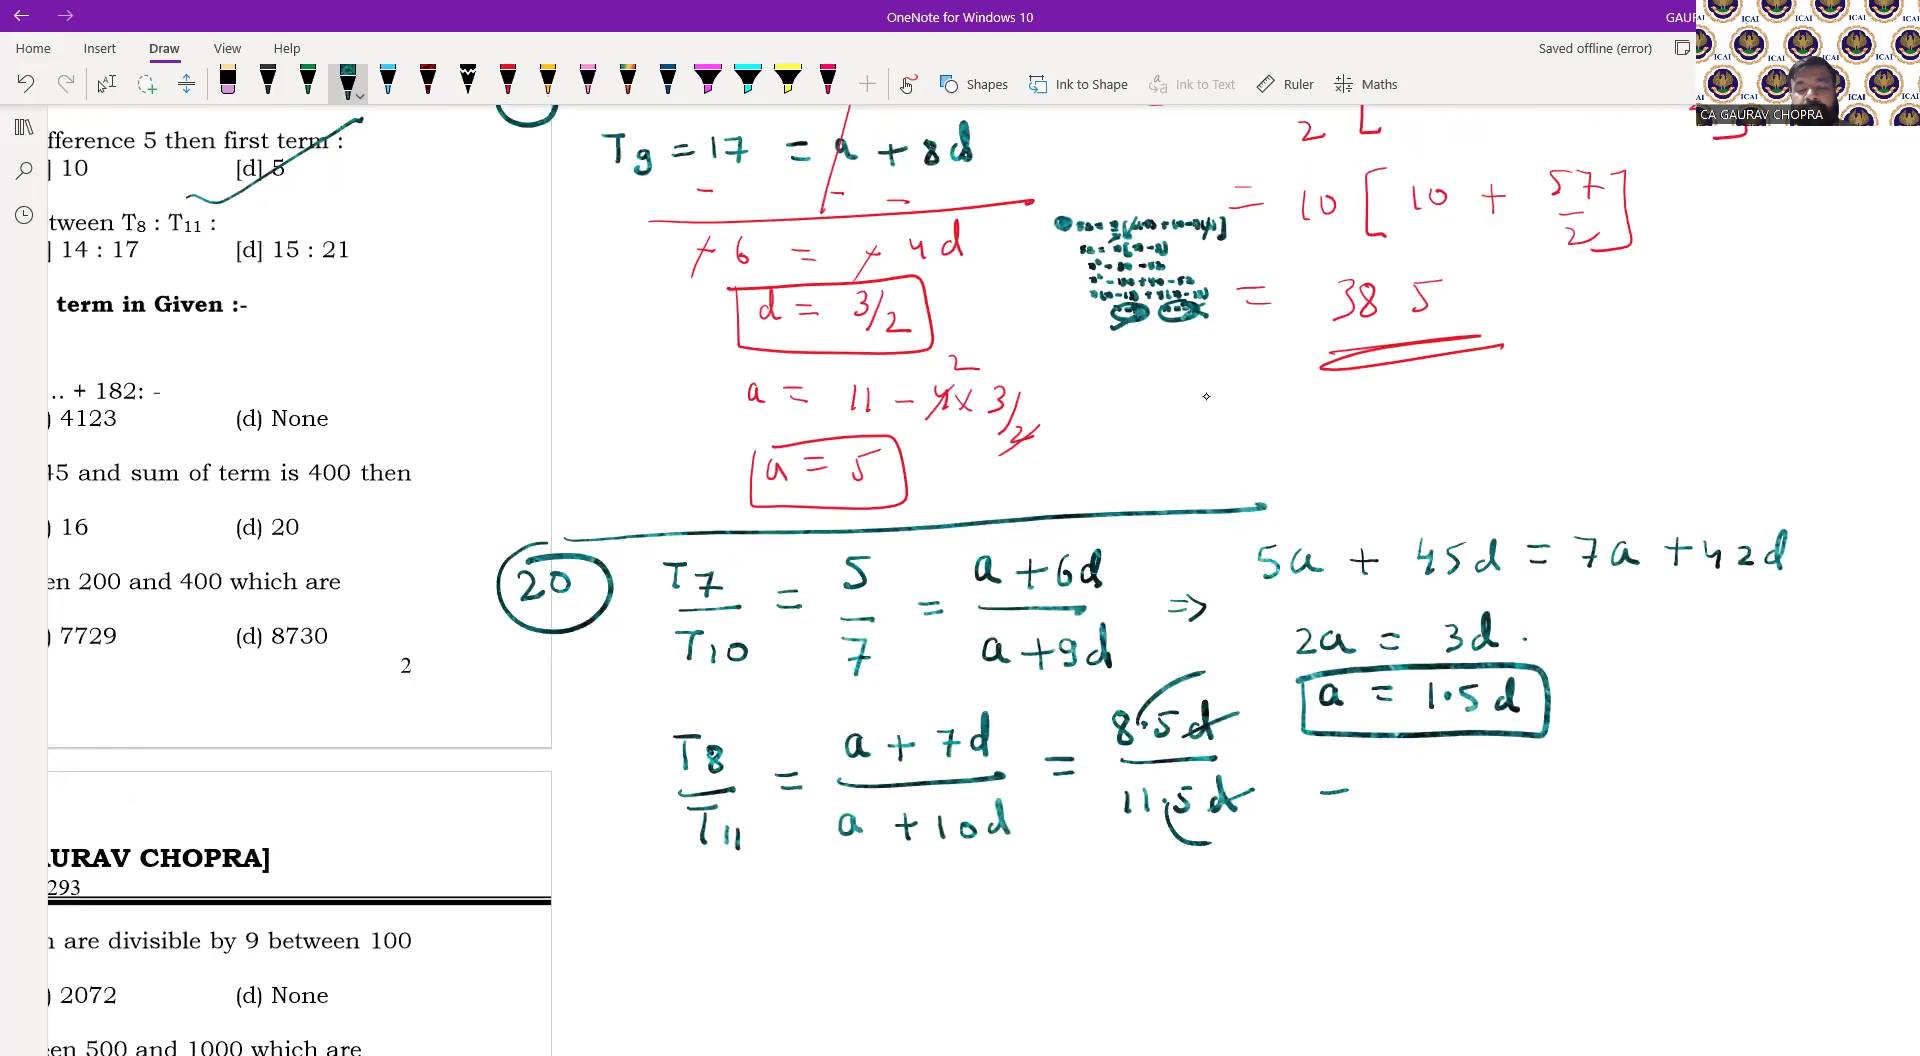 OneNote for Windows 10
GAUR
Home Insert Draw View Help
Saved offline (error)
Shapes Ink to Shape Ink to Text Ruler Maths
ICAI
CA GAURAV CHOPRA
fference 5 then first term :
] 10 [d] 5
tween T₈ : T₁₁ :
] 14 : 17 [d] 15 : 21
term in Given :-
.. + 182: -
) 4123 (d) None
45 and sum of term is 400 then
) 16 (d) 20
en 200 and 400 which are
) 7729 (d) 8730
2
AURAV CHOPRA]
293
n are divisible by 9 between 100
) 2072 (d) None
en 500 and 1000 which are
T9 = 17 = a + 8d
- - -
+6 = +4d
d = 3/2
a = 11 - 4 x 3/2
2
a = 5
2 [
= 10 [ 10 + 57/2 ]
= 385
20
T7/T10 = 5/7 = a+6d/a+9d => 5a + 45d = 7a + 42d
2a = 3d .
a = 1.5d
T8/T11 = a + 7d/a + 10d = 8.5d/11.5d -